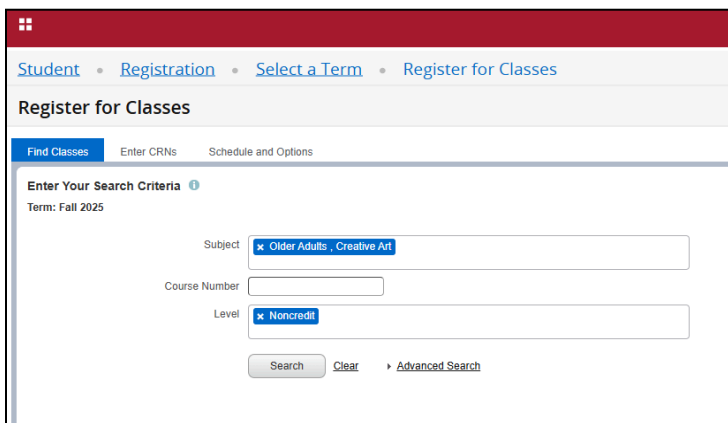 Student • Registration • Select a Term • Register for Classes
Register for Classes
Find Classes Enter CRNs Schedule and Options
Enter Your Search Criteria
Term: Fall 2025
Subject × Older Adults , Creative Art
Course Number
Level × Noncredit
Search Clear Advanced Search